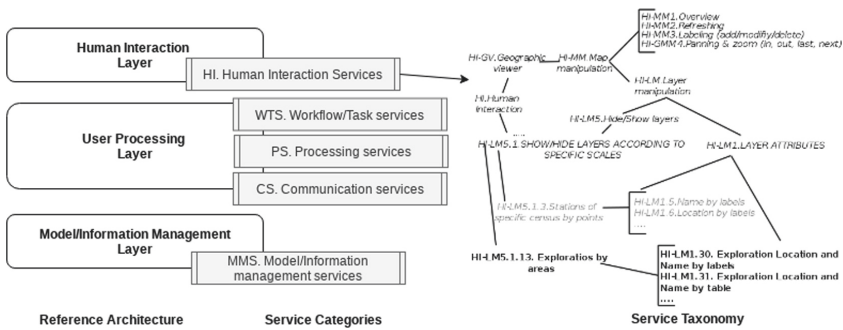 Human Interaction
Layer
HI. Human Interaction Services
WTS. Workflow/Task services
User Processing
Layer
PS. Processing services
CS. Communication services
Model/Information Management
Layer
MMS. Model/Information
management services
Reference Architecture
Service Categories
HI-MM1.Overview
HI-MM2.Refreshing
HI-MM3.Labeling (add/modifiy/delete)
HI-GMM4.Panning & zoom (in, out, last, next)
HI-GV.Geographic
viewer
HI-MM.Map
manipulation
HI-LM.Layer
manipulation
HI.Human
Interaction
HI-LM5.Hide/Show layers
....
HI-LM5.1.SHOW/HIDE LAYERS ACCORDING TO
SPECIFIC SCALES
HI-LM1.LAYER ATTRIBUTES
HI-LM5.1.3.Stations of
specific census by points
HI-LM1.5.Name by labels
HI-LM1.6.Location by labels
....
HI-LM5.1.13. Exploratios by
areas
HI-LM1.30. Exploration Location and
Name by labels
HI-LM1.31. Exploration Location and
Name by table
....
Service Taxonomy